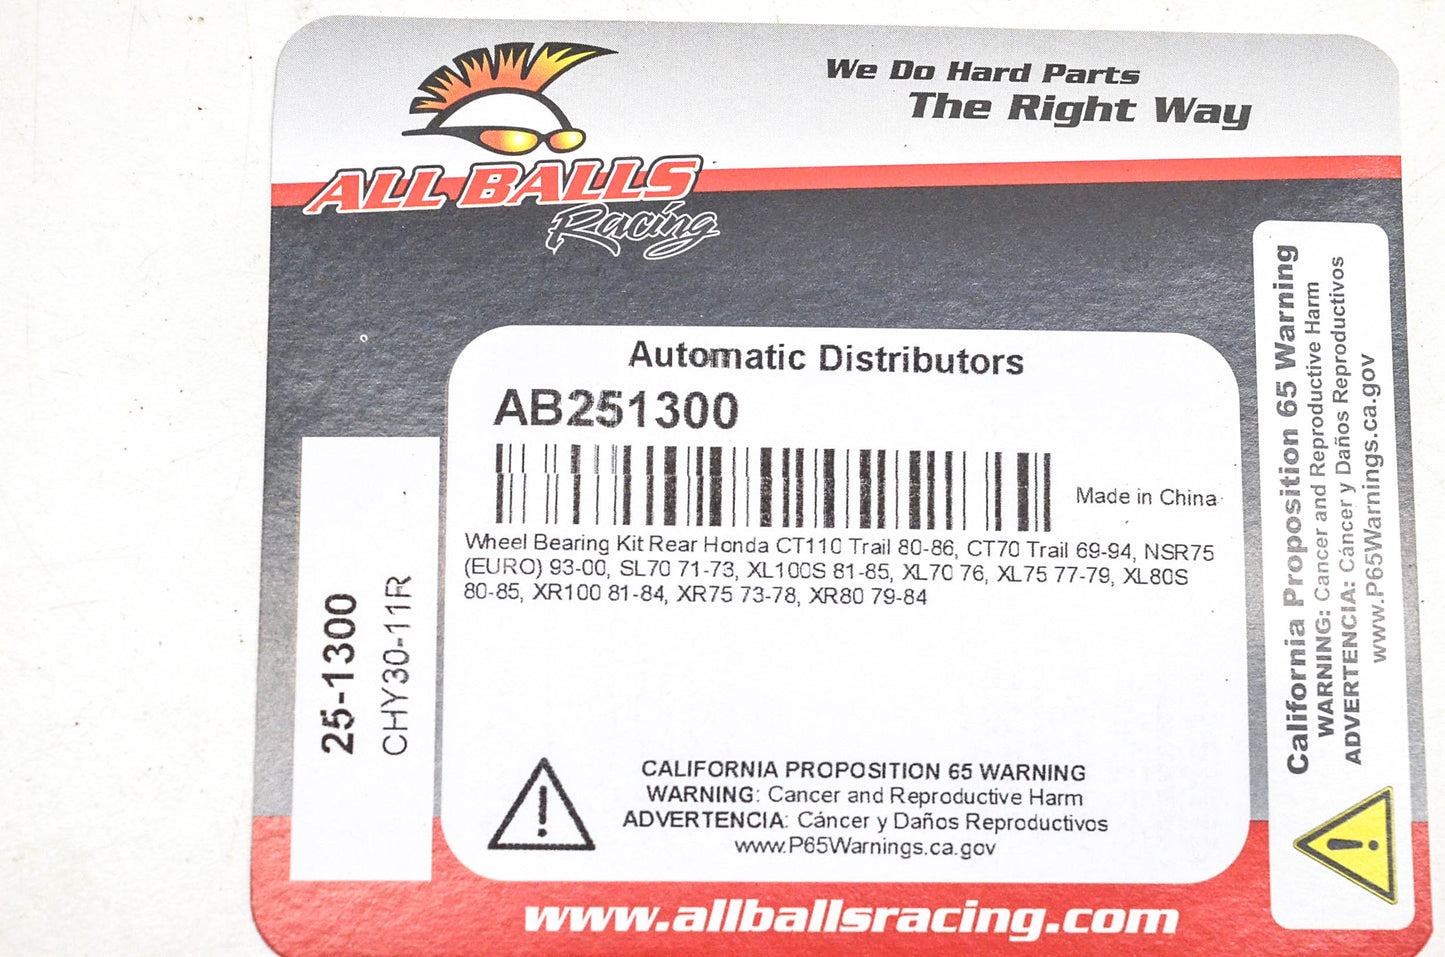 We Do Hard Parts
The Right Way
ALL BALLS
Racing
Automatic Distributors
AB251300
Made in China
Wheel Bearing Kit Rear Honda CT110 Trail 80-86, CT70 Trail 69-94, NSR75
(EURO) 93-00, SL70 71-73, XL100S 81-85, XL70 76, XL75 77-79, XL80S
80-85, XR100 81-84, XR75 73-78, XR80 79-84
25-1300
CHY30-11R
CALIFORNIA PROPOSITION 65 WARNING
WARNING: Cancer and Reproductive Harm
ADVERTENCIA: Cáncer y Daños Reproductivos
www.P65Warnings.ca.gov
California Proposition 65 Warning
WARNING: Cancer and Reproductive Harm
ADVERTENCIA: Cáncer y Daños Reproductivos
www.P65Warnings.ca.gov
www.allballsracing.com